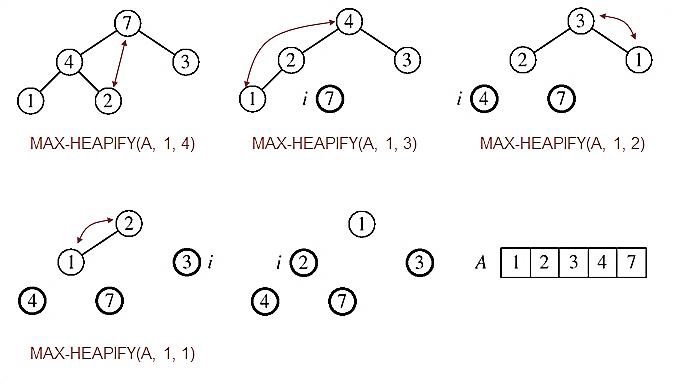 7
4
3
1
2
MAX-HEAPIFY(A, 1, 4)
4
2
3
1
i 7
MAX-HEAPIFY(A, 1, 3)
3
2
1
i 4
7
MAX-HEAPIFY(A, 1, 2)
2
1
3 i
4
7
MAX-HEAPIFY(A, 1, 1)
1
i 2
3
4
7
A 1 2 3 4 7